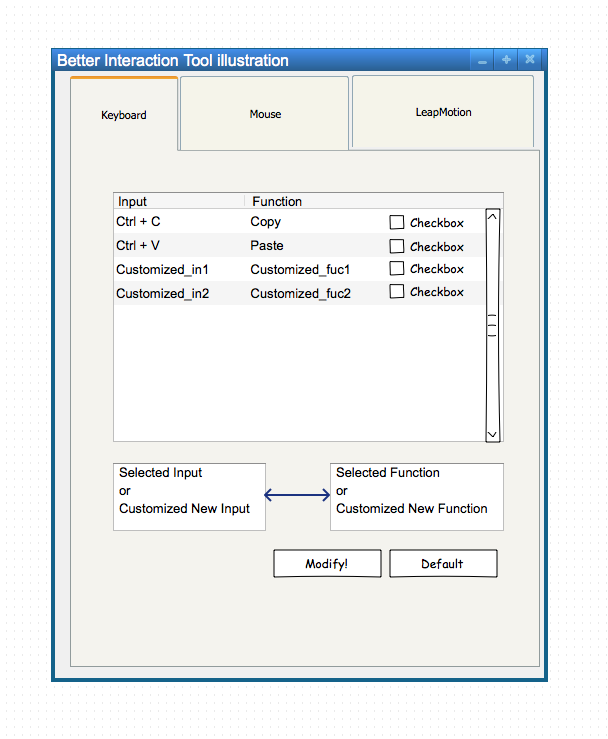 Better Interaction Tool illustration
Keyboard
Mouse
LeapMotion
Input Function
Ctrl + C Copy Checkbox
Ctrl + V Paste Checkbox
Customized_in1 Customized_fuc1 Checkbox
Customized_in2 Customized_fuc2 Checkbox
Selected Input
or
Customized New Input
Selected Function
or
Customized New Function
Modify!
Default